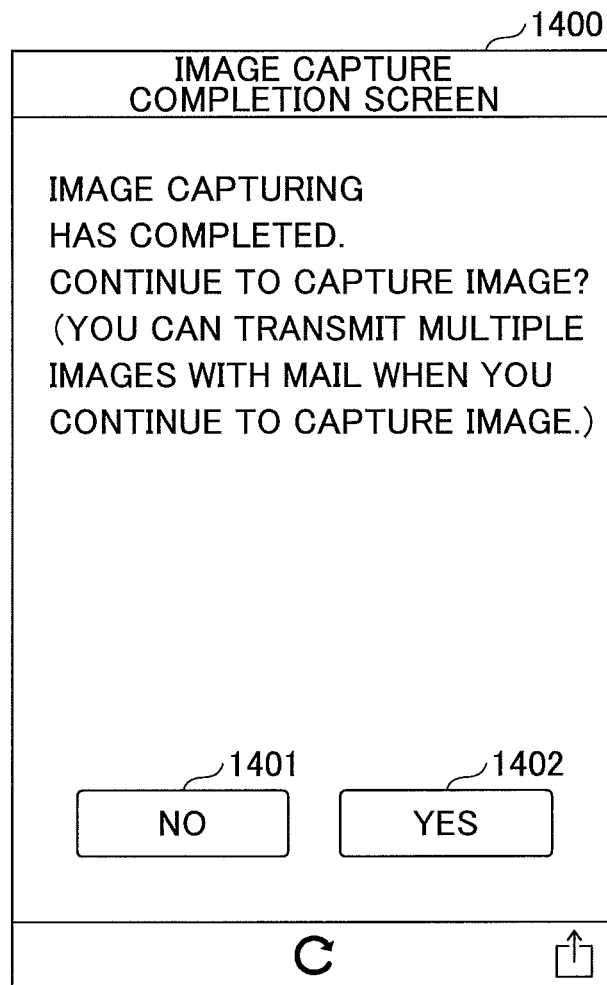 1400
IMAGE CAPTURE
COMPLETION SCREEN
IMAGE CAPTURING
HAS COMPLETED.
CONTINUE TO CAPTURE IMAGE?
(YOU CAN TRANSMIT MULTIPLE
IMAGES WITH MAIL WHEN YOU
CONTINUE TO CAPTURE IMAGE.)
1401 1402
NO YES